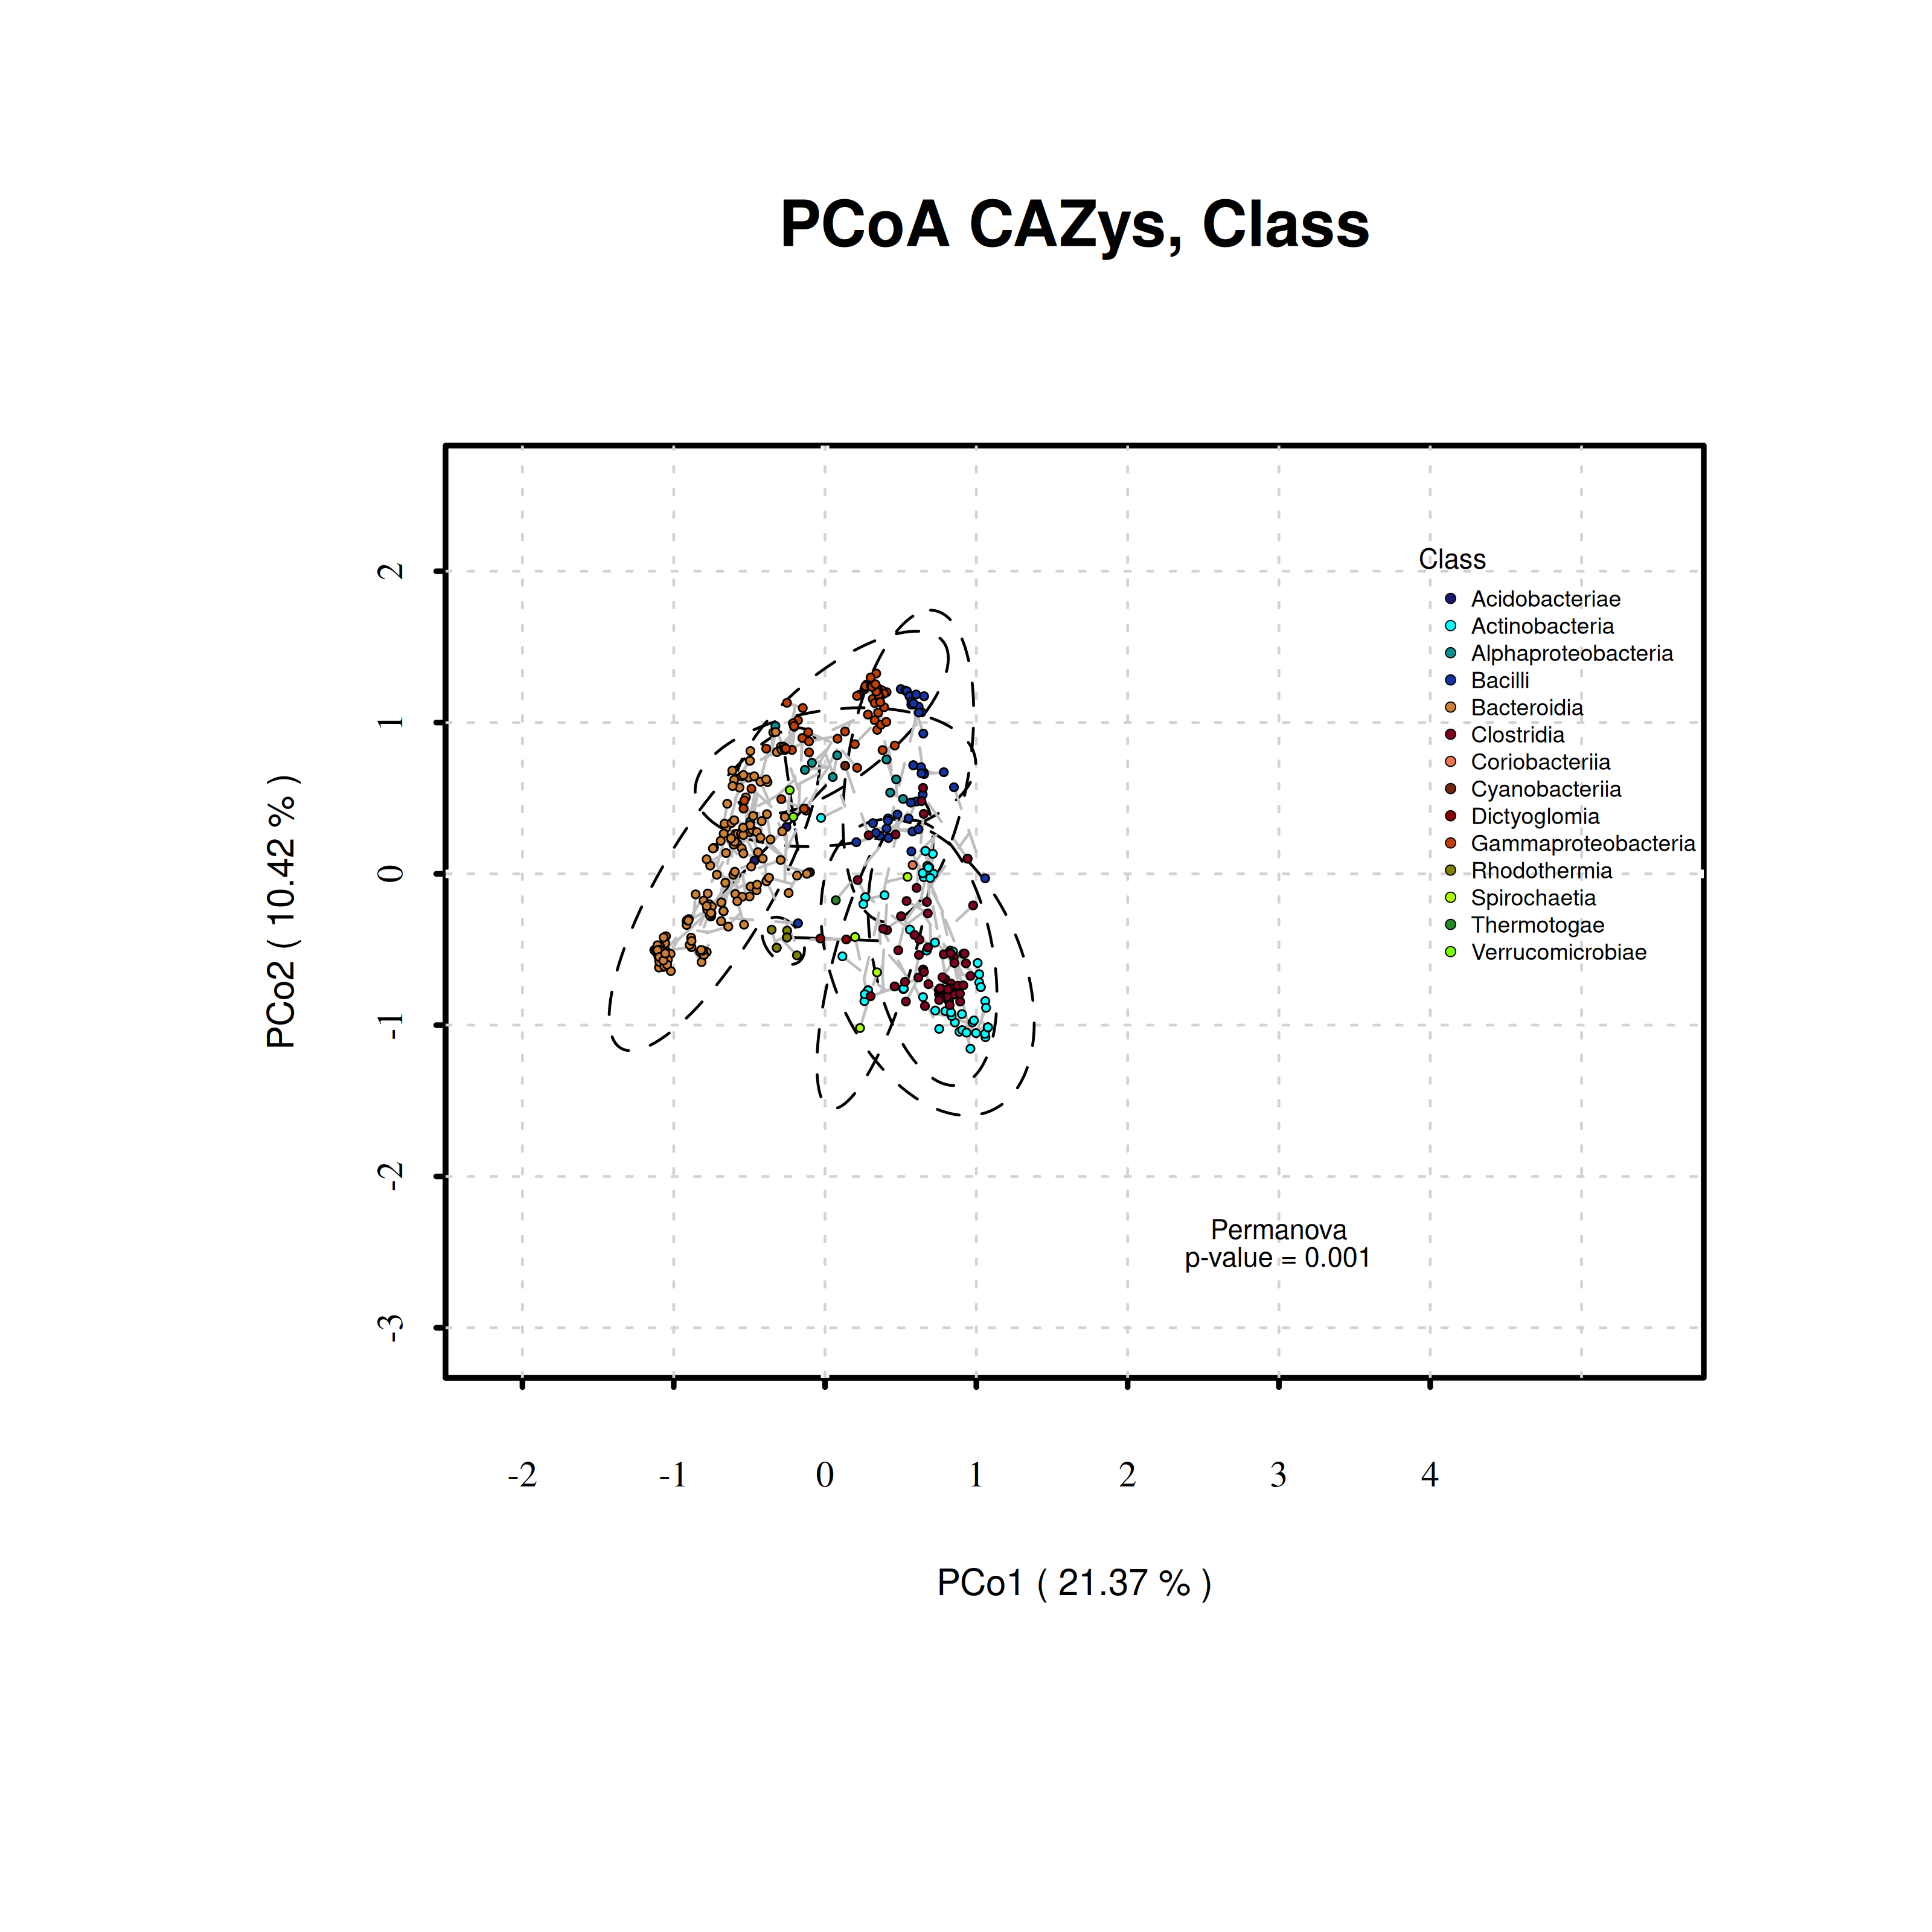 PCoA CAZys, Class
2
1
0
-1
-2
-3
PCo2 ( 10.42 % )
Class
Acidobacteriae
Actinobacteria
Alphaproteobacteria
Bacilli
Bacteroidia
Clostridia
Coriobacteriia
Cyanobacteriia
Dictyoglomia
Gammaproteobacteria
Rhodothermia
Spirochaetia
Thermotogae
Verrucomicrobiae
Permanova
p-value = 0.001
-2 -1 0 1 2 3 4
PCo1 ( 21.37 % )